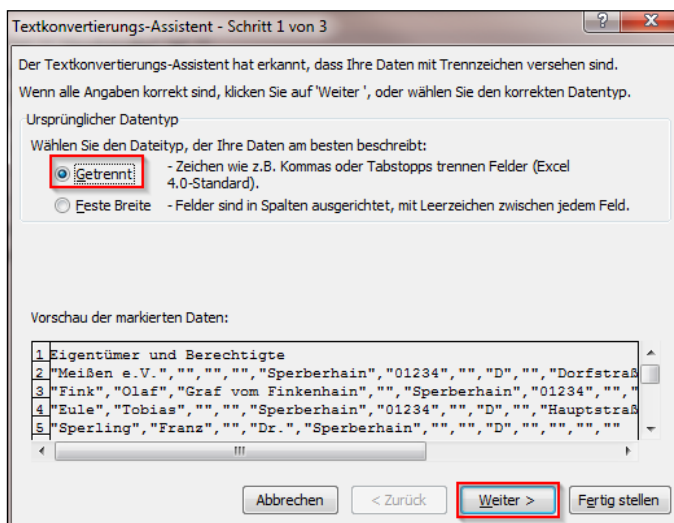 Textkonvertierungs-Assistent - Schritt 1 von 3
Der Textkonvertierungs-Assistent hat erkannt, dass Ihre Daten mit Trennzeichen versehen sind.
Wenn alle Angaben korrekt sind, klicken Sie auf 'Weiter ', oder wählen Sie den korrekten Datentyp.
Ursprünglicher Datentyp
Wählen Sie den Dateityp, der Ihre Daten am besten beschreibt:
Getrennt - Zeichen wie z.B. Kommas oder Tabstopps trennen Felder (Excel
4.0-Standard).
Feste Breite - Felder sind in Spalten ausgerichtet, mit Leerzeichen zwischen jedem Feld.
Vorschau der markierten Daten:
1 Eigentümer und Berechtigte
2 "Meißen e.V.","","","","Sperberhain","01234","","D","","Dorfstraß
3 "Fink","Olaf","Graf vom Finkenhain","","Sperberhain","01234","","
4 "Eule","Tobias","","","Sperberhain","01234","","D","","Hauptstraß
5 "Sperling","Franz","","Dr.","Sperberhain","","","D","","","",""
Abbrechen < Zurück Weiter > Fertig stellen